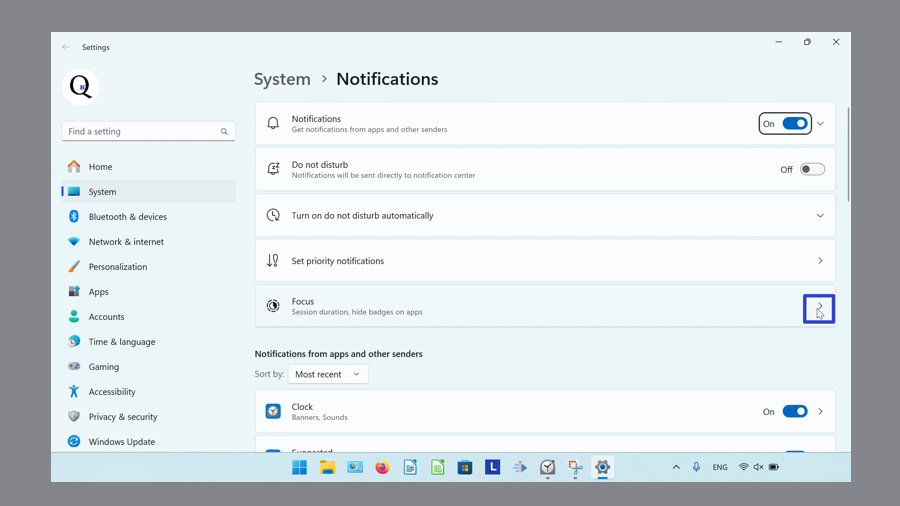 Settings
Q
Find a setting
Home
System
Bluetooth & devices
Network & internet
Personalization
Apps
Accounts
Time & language
Gaming
Accessibility
Privacy & security
Windows Update
System > Notifications
Notifications
Get notifications from apps and other senders
On
Do not disturb
Notifications will be sent directly to notification center
Off
Turn on do not disturb automatically
Set priority notifications
Focus
Session duration, hide badges on apps
Notifications from apps and other senders
Sort by: Most recent
Clock
Banners, Sounds
On
Suggested
L
ENG